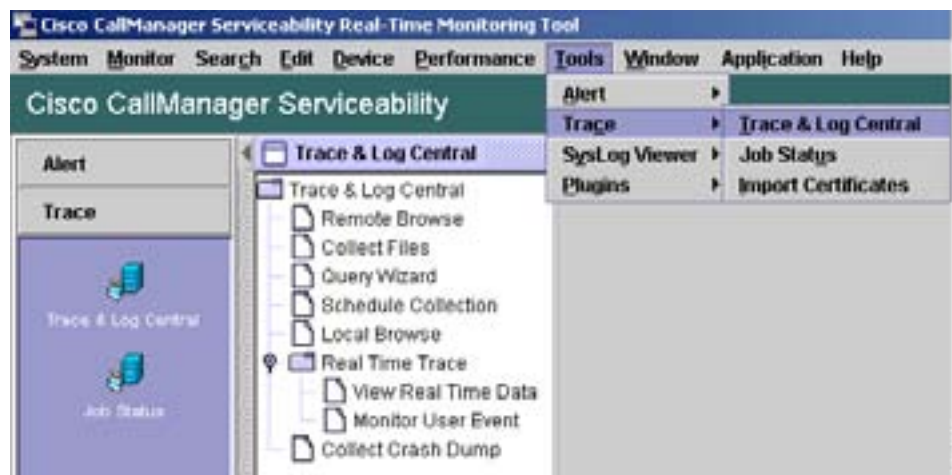 Cisco CallManager Serviceability Real-Time Monitoring Tool
System Monitor Search Edit Device Performance Tools Window Application Help
Cisco CallManager Serviceability
Alert
Trace
SysLog Viewer
Plugins
Trace & Log Central
Job Status
Import Certificates
Alert
Trace
Trace & Log Central
Job Status
Trace & Log Central
Trace & Log Central
Remote Browse
Collect Files
Query Wizard
Schedule Collection
Local Browse
Real Time Trace
View Real Time Data
Monitor User Event
Collect Crash Dump